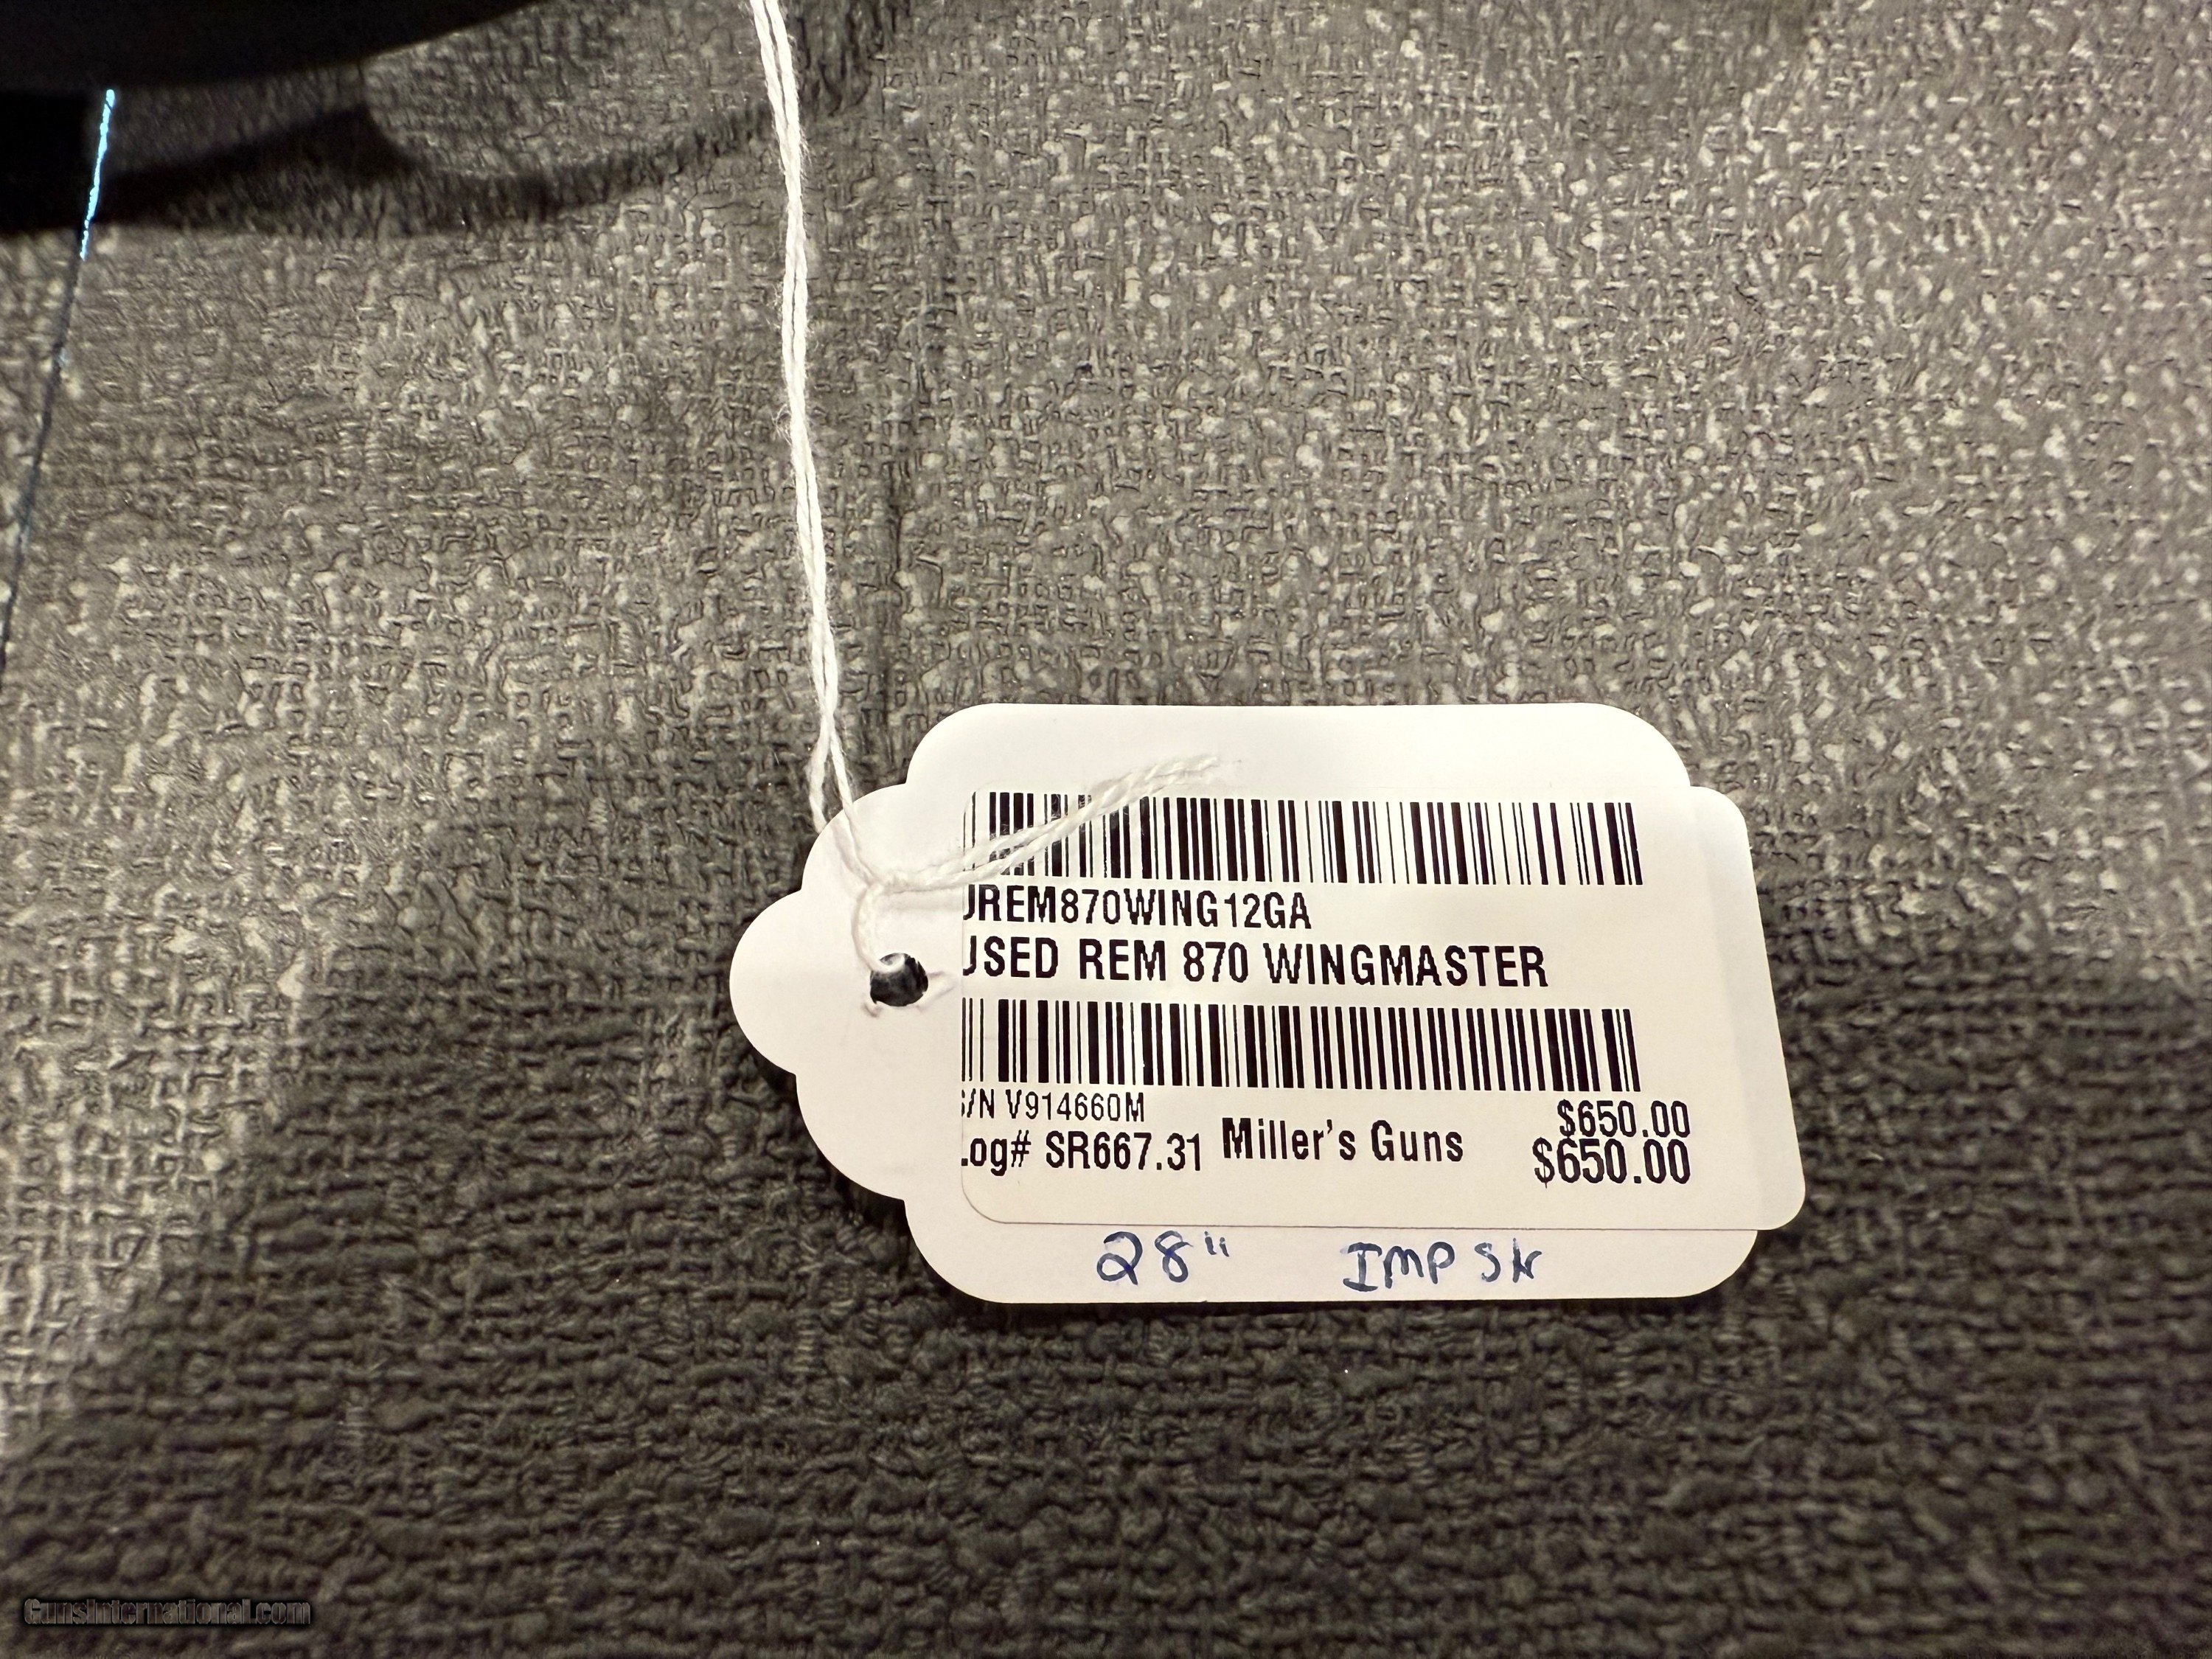 UREM870WING12GA
USED REM 870 WINGMASTER
S/N V914660M
$650.00
Log# SR667.31 Miller's Guns
$650.00
28" IMP SK
GunsInternational.com